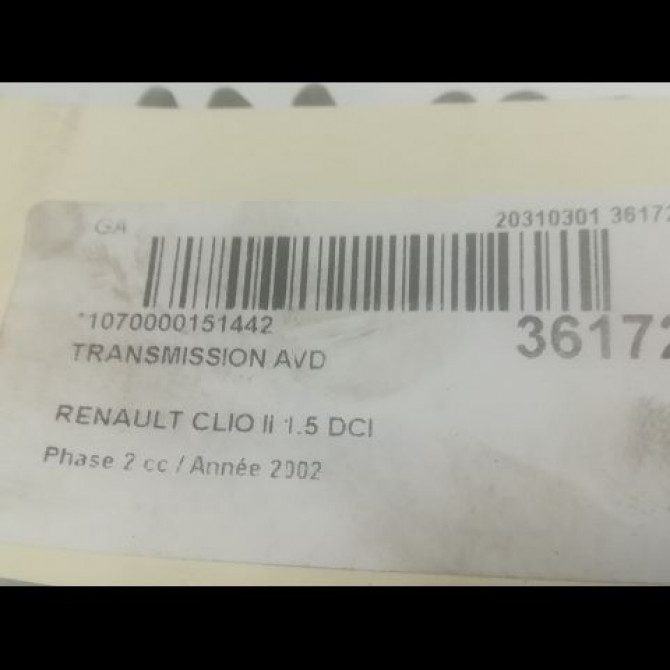 GA
20310301 36172
*1070000151442
36172
TRANSMISSION AVD
RENAULT CLIO Ii 1.5 DCI
Phase 2 cc / Année 2002